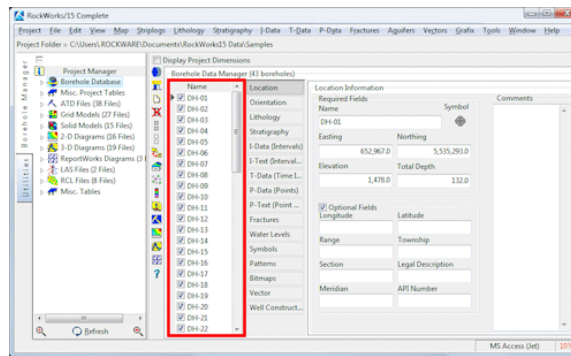 RockWorks/15 Complete
Project File Edit View Map Striplogs Lithology Stratigraphy I-Data T-Data P-Data Fractures Aquifers Vectors Grafix Tools Window Help
Project Folder = C:\Users\ROCKWARE\Documents\RockWorks15 Data\Samples
Borehole Manager
Utilities
Project Manager
Borehole Database
Misc. Project Tables
ATD Files (38 Files)
Grid Models (27 Files)
Solid Models (15 Files)
2-D Diagrams (16 Files)
3-D Diagrams (19 Files)
ReportWorks Diagrams (3 I
LAS Files (2 Files)
RCL Files (8 Files)
Misc. Tables
Refresh
Display Project Dimensions
Borehole Data Manager (43 boreholes)
Name
DH-01
DH-02
DH-03
DH-04
DH-05
DH-06
DH-07
DH-08
DH-09
DH-10
DH-11
DH-12
DH-13
DH-14
DH-15
DH-16
DH-17
DH-18
DH-19
DH-20
DH-21
DH-22
Location
Orientation
Lithology
Stratigraphy
I-Data (Intervals)
I-Text (Interval...
T-Data (Time I...
P-Data (Points)
P-Text (Point ...
Fractures
Water Levels
Symbols
Patterns
Bitmaps
Vector
Well Construct...
Location Information
Required Fields
Name Symbol
DH-01
Easting Northing
652,967.0 5,535,293.0
Elevation Total Depth
1,478.0 132.0
Optional Fields
Longitude Latitude
Range Township
Section Legal Description
Meridian API Number
Comments
MS Access (Jet)